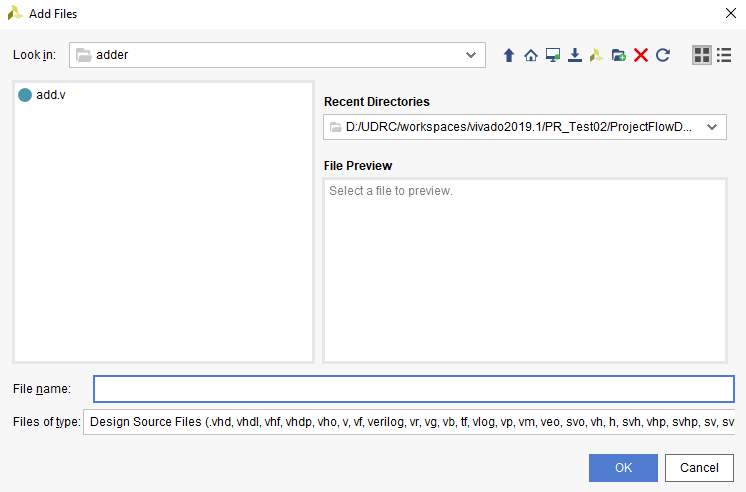 Add Files
Look in:
adder
add.v
Recent Directories
D:/UDRC/workspaces/vivado2019.1/PR_Test02/ProjectFlowD...
File Preview
Select a file to preview.
File name:
Files of type:
Design Source Files (.vhd, vhdl, vhf, vhdp, vho, v, vf, verilog, vr, vg, vb, tf, vlog, vp, vm, veo, svo, vh, h, svh, vhp, svhp, sv, sv
OK
Cancel